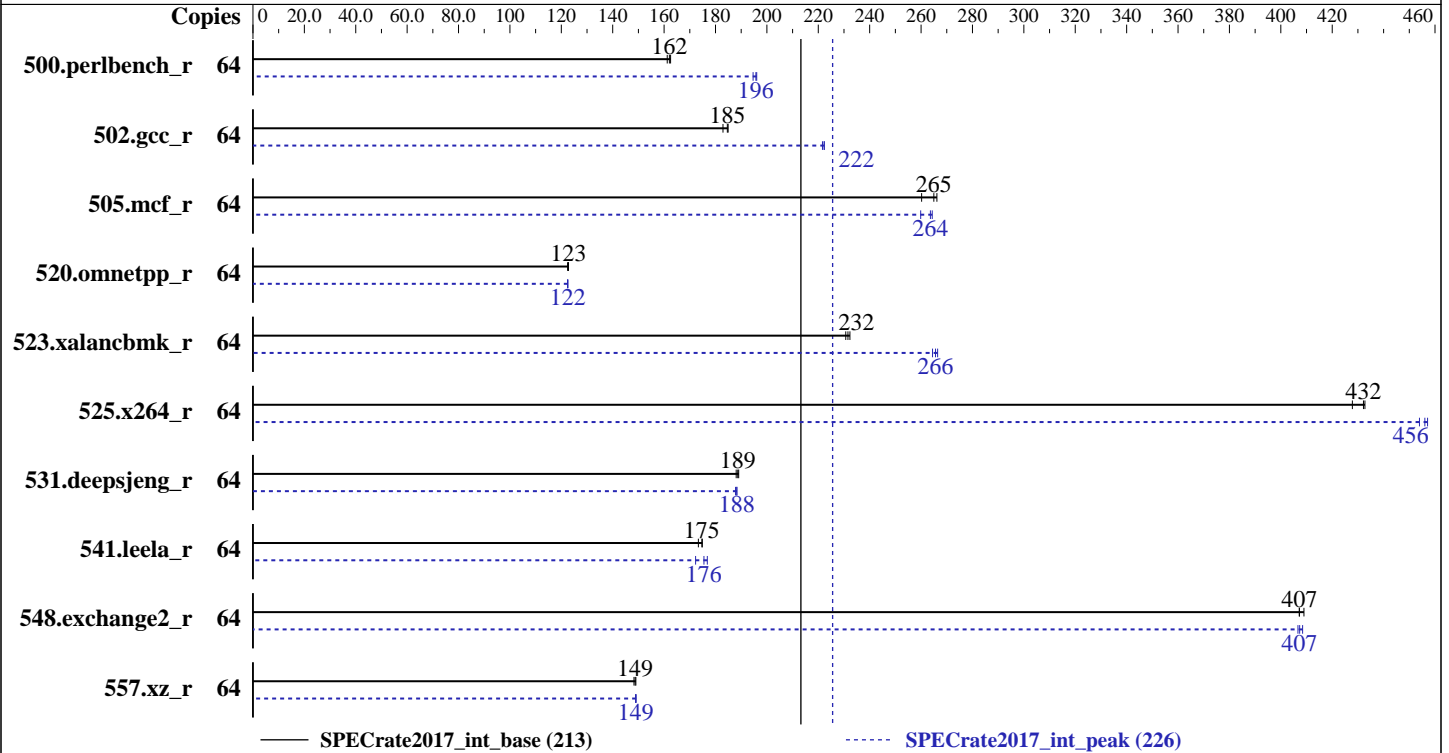 Copies 0 20.0 40.0 60.0 80.0 100 120 140 160 180 200 220 240 260 280 300 320 340 360 380 400 420 460
162
500.perlbench_r 64
196
185
502.gcc_r 64
222
265
505.mcf_r 64
264
123
520.omnetpp_r 64
122
232
523.xalancbmk_r 64
266
432
525.x264_r 64
456
189
531.deepsjeng_r 64
188
175
541.leela_r 64
176
407
548.exchange2_r 64
407
149
557.xz_r 64
149
SPECrate2017_int_base (213) SPECrate2017_int_peak (226)